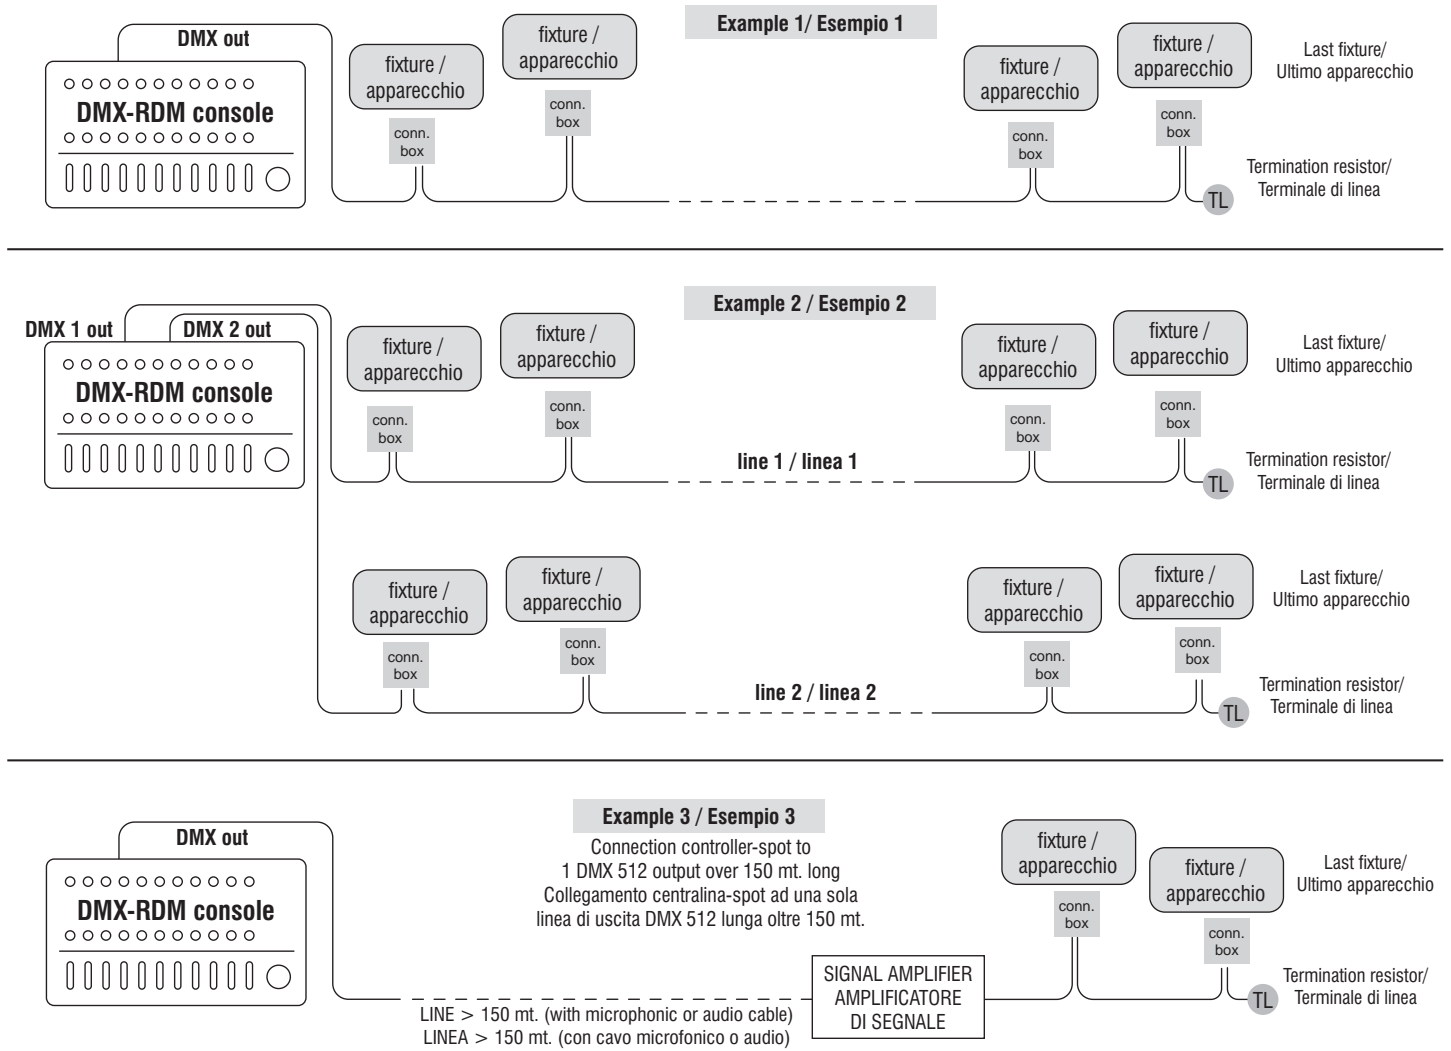 Example 1/ Esempio 1
DMX out
DMX-RDM console
fixture /
apparecchio
conn.
box
fixture /
apparecchio
conn.
box
fixture /
apparecchio
conn.
box
fixture /
apparecchio
conn.
box
Last fixture/
Ultimo apparecchio
Termination resistor/
Terminale di linea
TL
Example 2 / Esempio 2
DMX 1 out
DMX 2 out
DMX-RDM console
fixture /
apparecchio
conn.
box
fixture /
apparecchio
conn.
box
line 1 / linea 1
fixture /
apparecchio
conn.
box
fixture /
apparecchio
conn.
box
Last fixture/
Ultimo apparecchio
Termination resistor/
Terminale di linea
TL
fixture /
apparecchio
conn.
box
fixture /
apparecchio
conn.
box
line 2 / linea 2
fixture /
apparecchio
conn.
box
fixture /
apparecchio
conn.
box
Last fixture/
Ultimo apparecchio
Termination resistor/
Terminale di linea
TL
Example 3 / Esempio 3
Connection controller-spot to
1 DMX 512 output over 150 mt. long
Collegamento centralina-spot ad una sola
linea di uscita DMX 512 lunga oltre 150 mt.
DMX out
DMX-RDM console
LINE > 150 mt. (with microphonic or audio cable)
LINEA > 150 mt. (con cavo microfonico o audio)
SIGNAL AMPLIFIER
AMPLIFICATORE
DI SEGNALE
fixture /
apparecchio
conn.
box
fixture /
apparecchio
conn.
box
Last fixture/
Ultimo apparecchio
Termination resistor/
Terminale di linea
TL